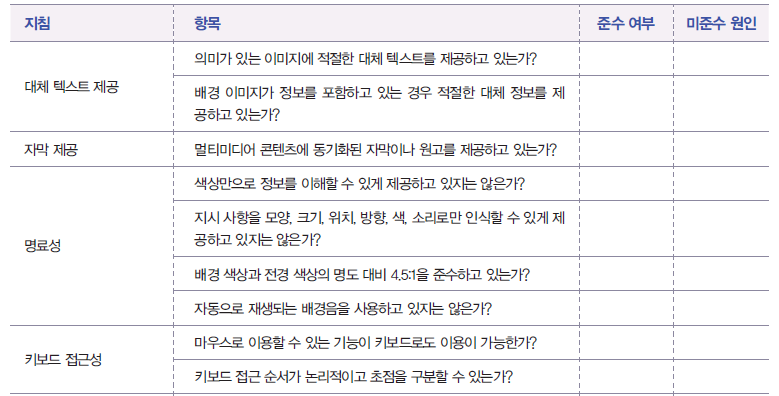 지침 항목 준수 여부 미준수 원인
대체 텍스트 제공
의미가 있는 이미지에 적절한 대체 텍스트를 제공하고 있는가?
배경 이미지가 정보를 포함하고 있는 경우 적절한 대체 정보를 제
공하고 있는가?
자막 제공
멀티미디어 콘텐츠에 동기화된 자막이나 원고를 제공하고 있는가?
명료성
색상만으로 정보를 이해할 수 있게 제공하고 있지는 않은가?
지시 사항을 모양, 크기, 위치, 방향, 색, 소리로만 인식할 수 있게 제
공하고 있지는 않은가?
배경 색상과 전경 색상의 명도 대비 4.5:1을 준수하고 있는가?
자동으로 재생되는 배경음을 사용하고 있지는 않은가?
키보드 접근성
마우스로 이용할 수 있는 기능이 키보드로도 이용이 가능한가?
키보드 접근 순서가 논리적이고 초점을 구분할 수 있는가?